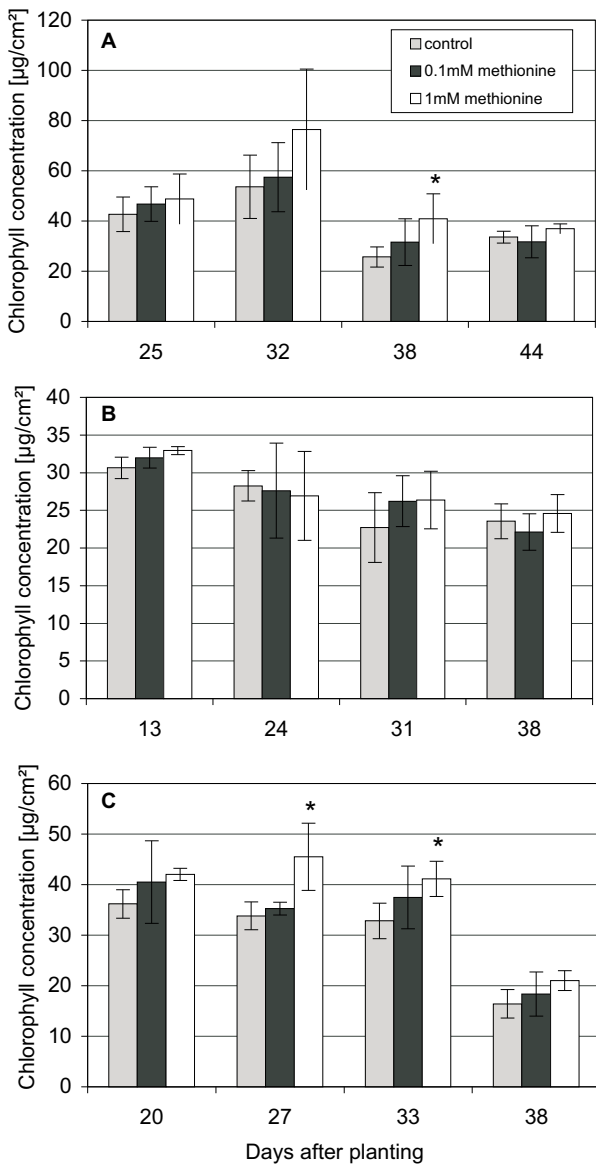 A
control
0.1mM methionine
1mM methionine
Chlorophyll concentration [µg/cm²]
120
100
80
60
40
20
0
*
25 32 38 44
B
Chlorophyll concentration [µg/cm²]
40
35
30
25
20
15
10
5
0
13 24 31 38
C
Chlorophyll concentration [µg/cm²]
60
50
40
30
20
10
0
* *
20 27 33 38
Days after planting